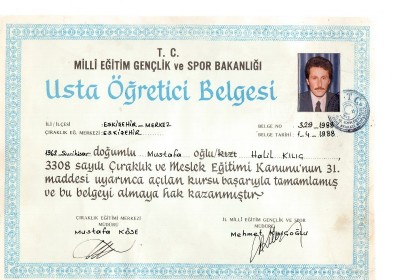 T. C.
MİLLİ EĞİTİM GENÇLİK ve SPOR BAKANLIĞI
Usta Öğretici Belgesi
İLİ / İLÇESİ : ESKİŞEHİR - MERKEZ
ÇIRAKLIK EĞ. MERKEZİ : ESKİŞEHİR
BELGE NO : 329-1988
BELGE TARİHİ : 1-4-1988
doğumlu Mustafa oğlu/kızı Halil KILIÇ,
3308 sayılı Çıraklık ve Meslek Eğitimi Kanunu'nun 31.
maddesi uyarınca açılan kursu başarıyla tamamlamış
ve bu belgeyi almaya hak kazanmıştır.
ÇIRAKLIK EĞİTİMİ MERKEZİ
MÜDÜRÜ
Mustafa KÖSE
İL MİLLİ EĞİTİM GENÇLİK VE SPOR
MÜDÜRÜ
Mehmet